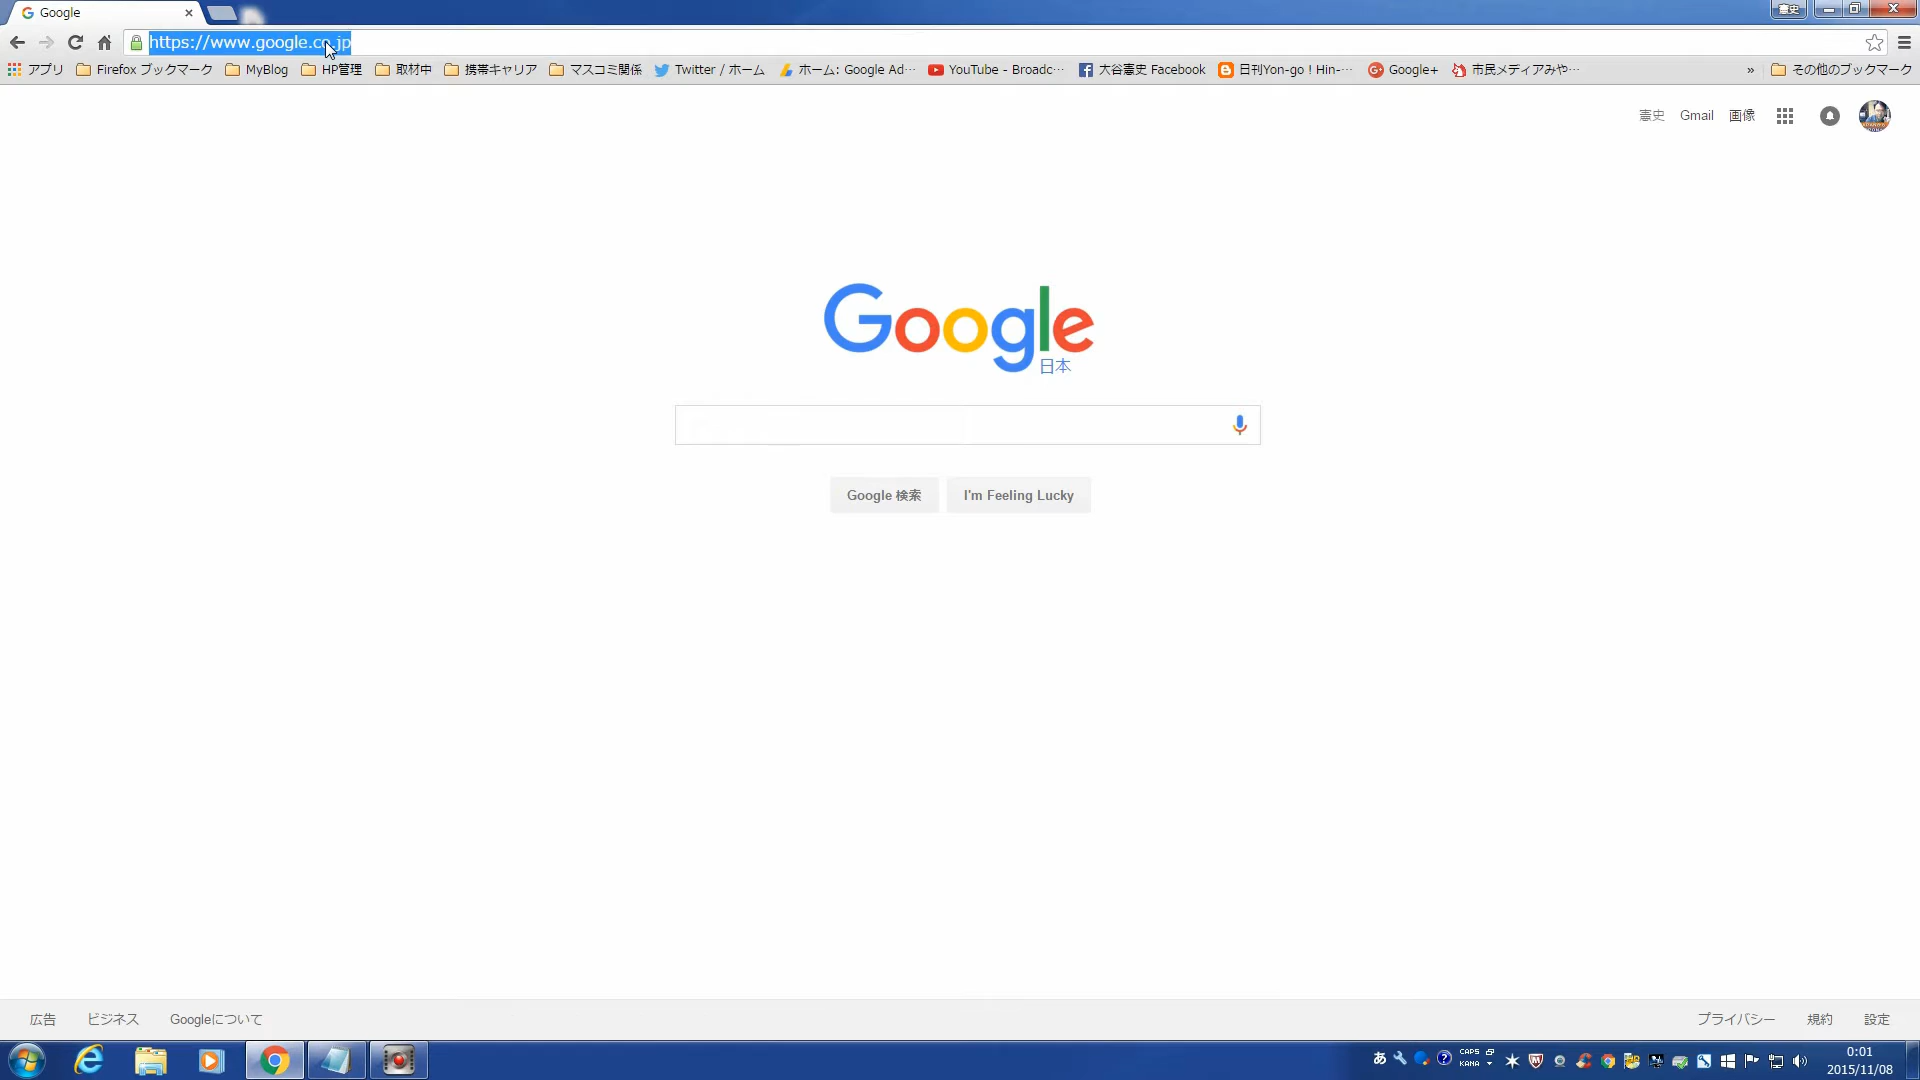 Google
憲史
https://www.google.co.jp
アプリ Firefox ブックマーク MyBlog HP管理 取材中 携帯キャリア マスコミ関係 Twitter / ホーム ホーム: Google Ad… YouTube - Broadc… 大谷憲史 Facebook 日刊Yon-go ! Hin-… Google+ 市民メディアみや… » その他のブックマーク
憲史 Gmail 画像
Google
日本
Google 検索 I'm Feeling Lucky
広告 ビジネス Googleについて プライバシー 規約 設定
あ CAPS KANA 0:01
2015/11/08